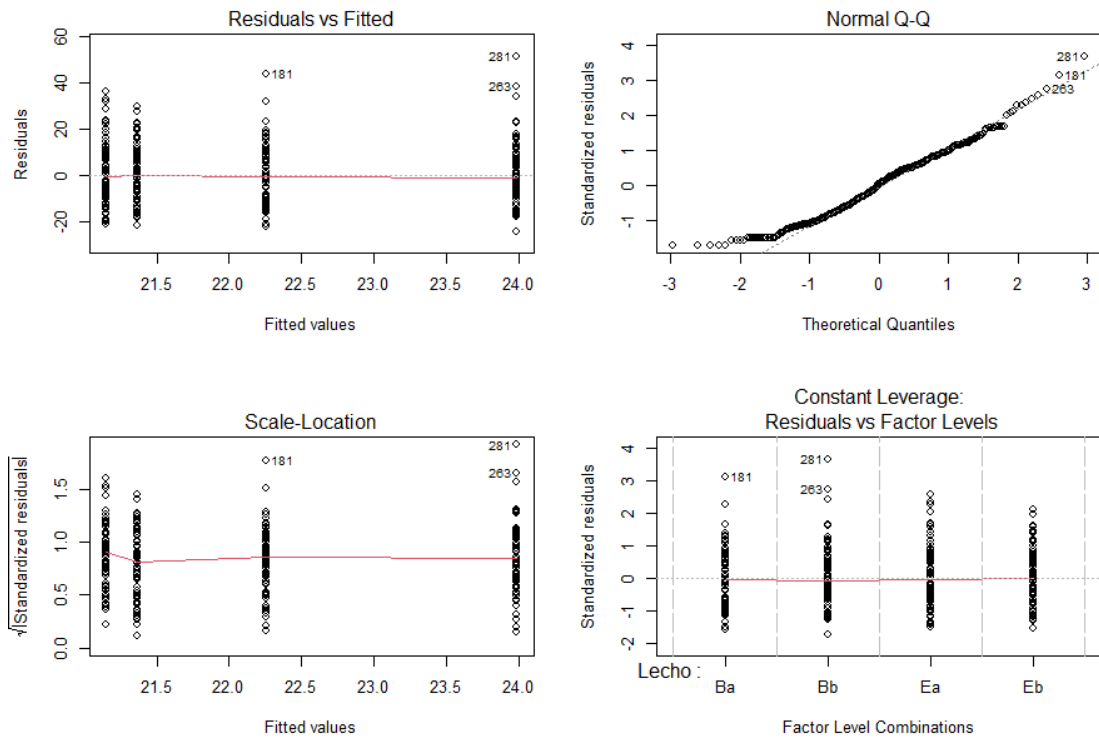 Residuals vs Fitted
Residuals
60
40
20
0
20
281
181
263
21.5 22.0 22.5 23.0 23.5 24.0
Fitted values
Normal Q-Q
Standardized residuals
4
3
2
1
0
-1
281
181
263
-3 -2 -1 0 1 2 3
Theoretical Quantiles
Scale-Location
√|Standardized residuals|
1.5
1.0
0.5
0.0
281
181
263
21.5 22.0 22.5 23.0 23.5 24.0
Fitted values
Constant Leverage:
Residuals vs Factor Levels
Standardized residuals
4
3
2
1
0
-1
-2
181
281
263
Lecho :
Ba Bb Ea Eb
Factor Level Combinations